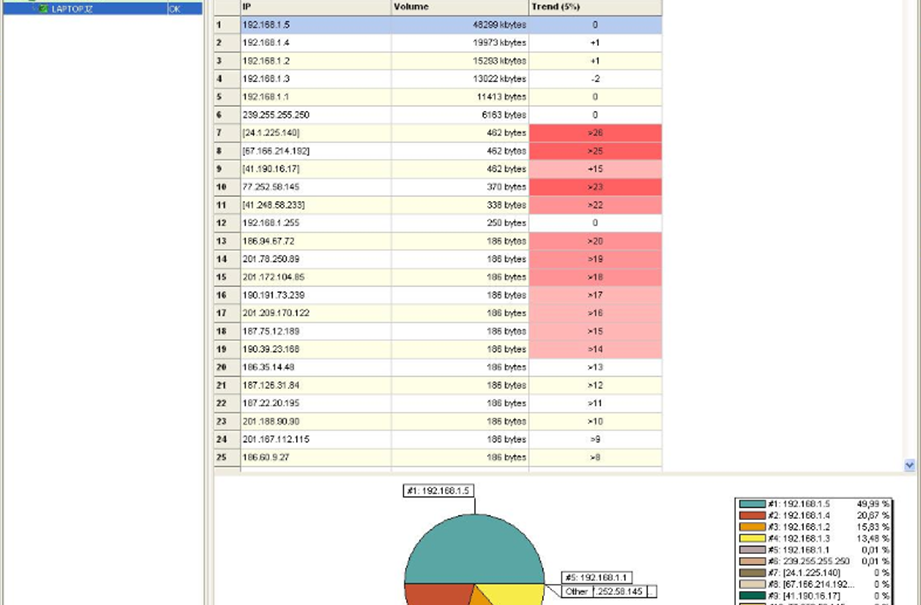 LAPTOPJZ OK
IP Volume Trend (5%)
1 192.168.1.5 48299 kbytes 0
2 192.168.1.4 19973 kbytes +1
3 192.168.1.2 15293 kbytes +1
4 192.168.1.3 13022 kbytes -2
5 192.168.1.1 11413 bytes 0
6 239.255.255.250 6163 bytes 0
7 [24.1.225.140] 462 bytes >26
8 [67.166.214.192] 462 bytes >25
9 [41.190.16.17] 462 bytes +15
10 77.252.58.145 370 bytes >23
11 [41.248.58.233] 338 bytes >22
12 192.168.1.255 250 bytes 0
13 186.94.67.72 186 bytes >20
14 201.78.250.89 186 bytes >19
15 201.172.104.85 186 bytes >18
16 190.191.73.239 186 bytes >17
17 201.209.170.122 186 bytes >16
18 187.75.12.189 186 bytes >15
19 190.39.23.168 186 bytes >14
20 186.35.14.48 186 bytes >13
21 187.126.31.84 186 bytes >12
22 187.22.20.195 186 bytes >11
23 201.188.90.90 186 bytes >10
24 201.167.112.115 186 bytes >9
25 186.60.9.27 186 bytes >8
#1: 192.168.1.5
#5: 192.168.1.1
Other .252.58.145
#1: 192.168.1.5 49,99 %
#2: 192.168.1.4 20,67 %
#3: 192.168.1.2 15,83 %
#4: 192.168.1.3 13,48 %
#5: 192.168.1.1 0,01 %
#6: 239.255.255.250 0,01 %
#7: [24.1.225.140] 0 %
#8: [67.166.214.192... 0 %
#9: [41.190.16.17] 0 %